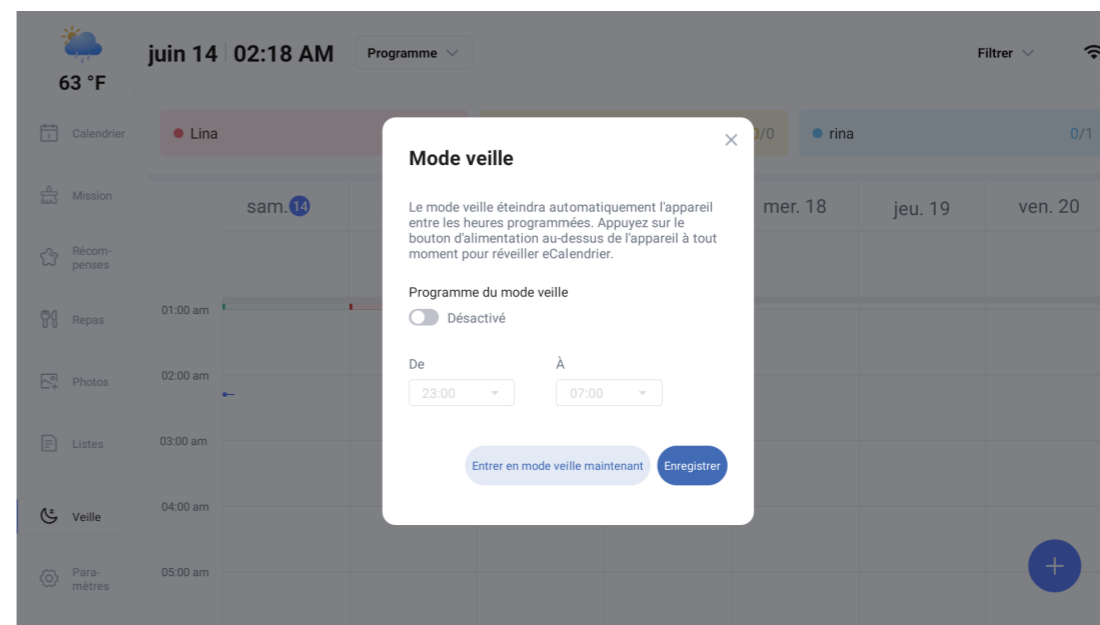 63 °F
juin 14 02:18 AM Programme
Filtrer
Calendrier
Mission
Récom-
penses
Repas
Photos
Listes
Veille
Para-
mètres
Lina
0/0
rina
0/1
sam. 14
mer. 18
jeu. 19
ven. 20
01:00 am
02:00 am
03:00 am
04:00 am
05:00 am
Mode veille
Le mode veille éteindra automatiquement l'appareil
entre les heures programmées. Appuyez sur le
bouton d'alimentation au-dessus de l'appareil à tout
moment pour réveiller eCalendrier.
Programme du mode veille
Désactivé
De
À
23:00
07:00
Entrer en mode veille maintenant
Enregistrer